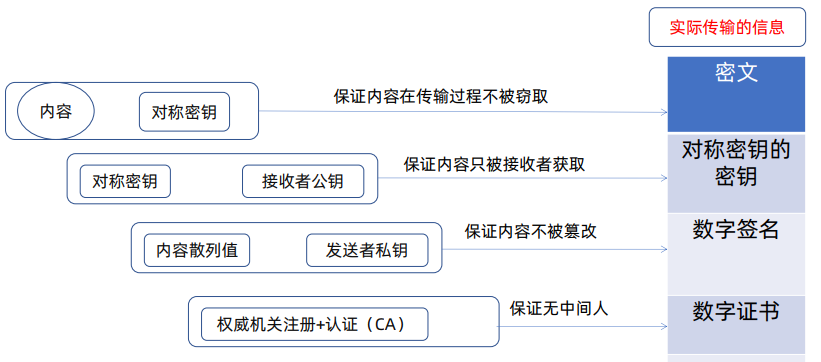 实际传输的信息
密文
内容
对称密钥
保证内容在传输过程不被窃取
对称密钥的
密钥
对称密钥
接收者公钥
保证内容只被接收者获取
数字签名
内容散列值
发送者私钥
保证内容不被篡改
数字证书
权威机关注册+认证（CA）
保证无中间人